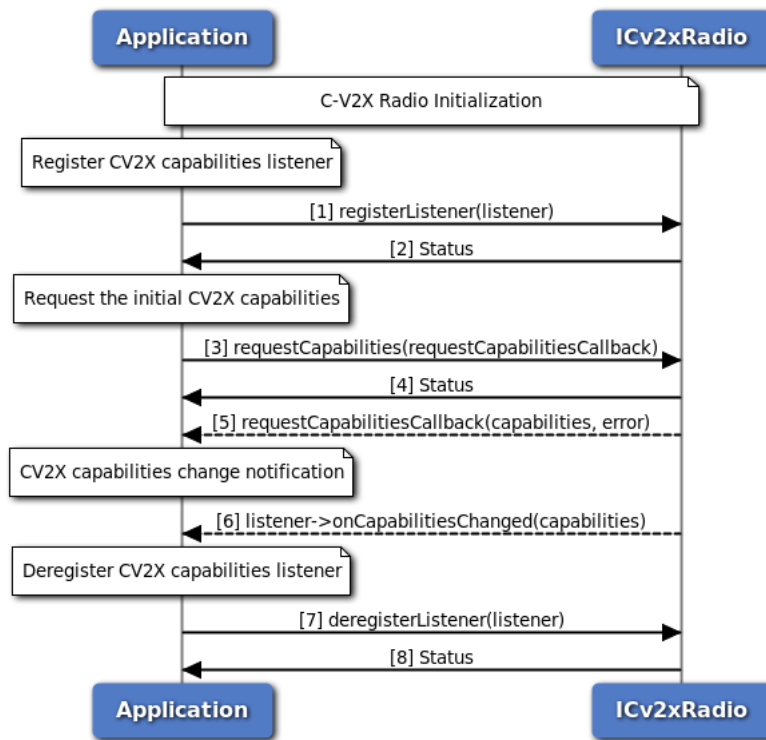 Application
ICv2xRadio
C-V2X Radio Initialization
Register CV2X capabilities listener
[1] registerListener(listener)
[2] Status
Request the initial CV2X capabilities
[3] requestCapabilities(requestCapabilitiesCallback)
[4] Status
[5] requestCapabilitiesCallback(capabilities, error)
CV2X capabilities change notification
[6] listener->onCapabilitiesChanged(capabilities)
Deregister CV2X capabilities listener
[7] deregisterListener(listener)
[8] Status
Application
ICv2xRadio